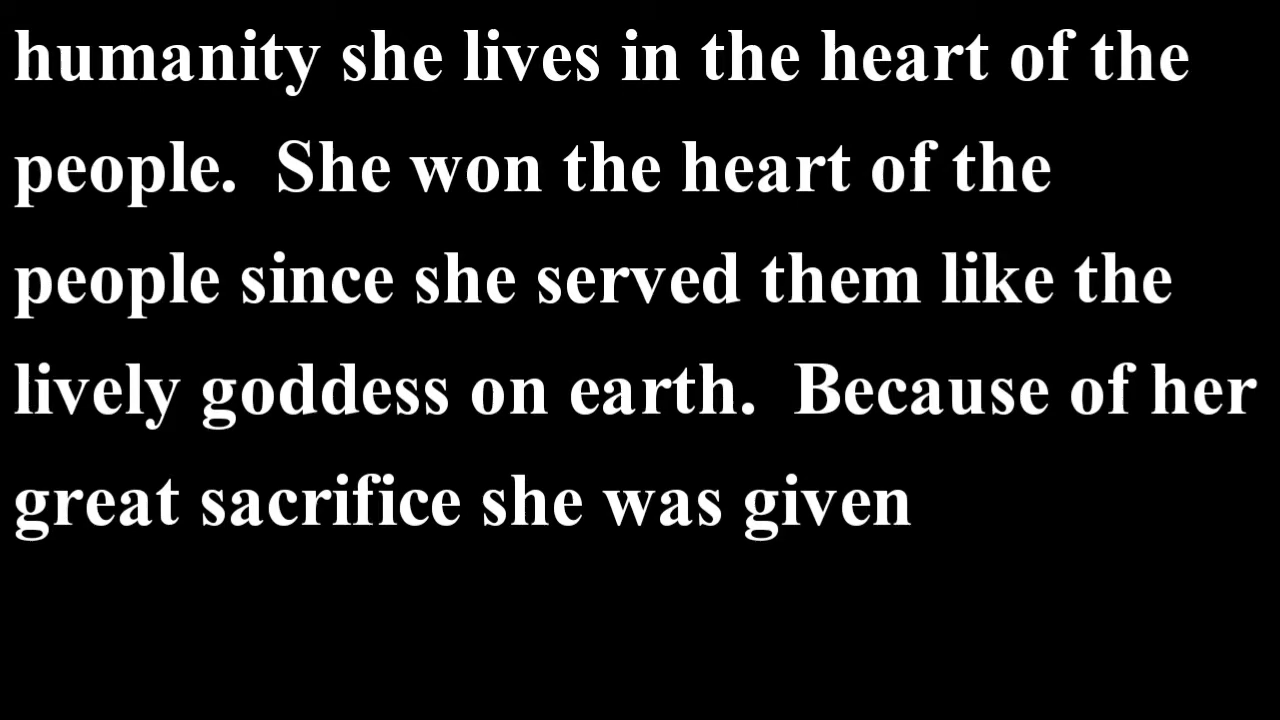 humanity she lives in the heart of the
people.  She won the heart of the
people since she served them like the
lively goddess on earth.  Because of her
great sacrifice she was given